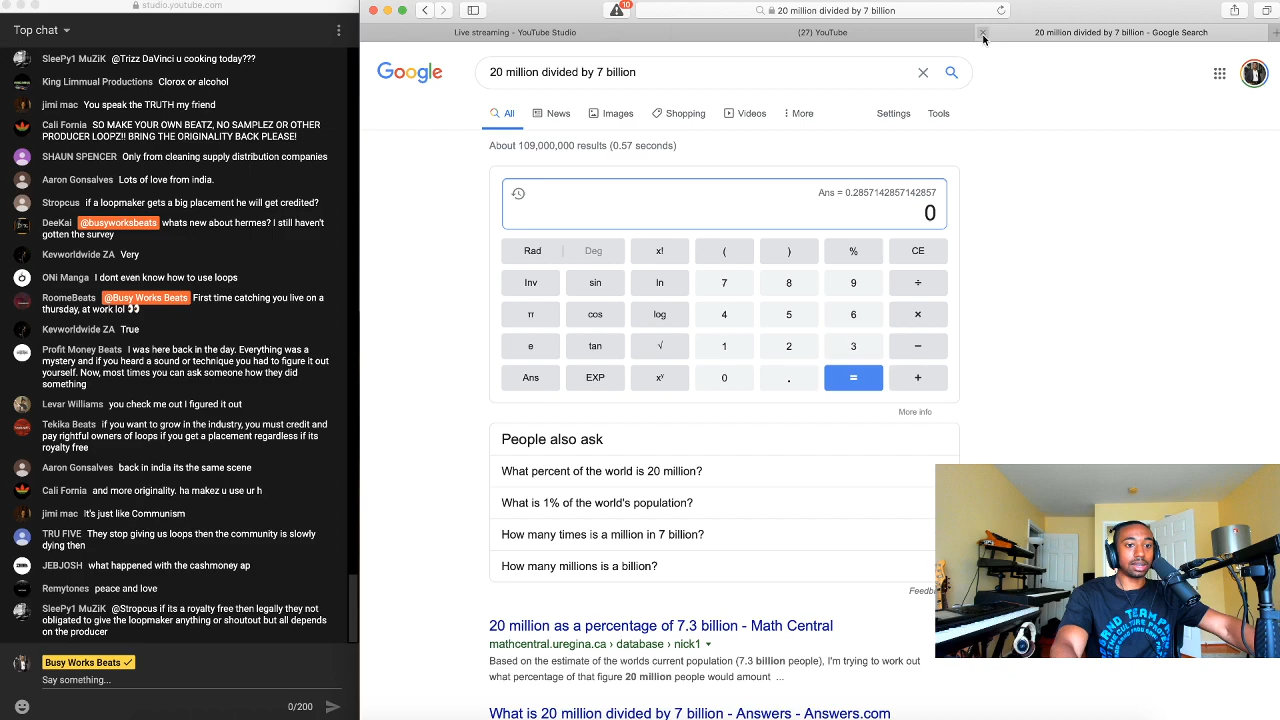 studio.youtube.com
10
20 million divided by 7 billion
Top chat
SleePy1 MuZiK @Trizz DaVinci u cooking today???
King Limmual Productions Clorox or alcohol
jimi mac You speak the TRUTH my friend
Cali Fornia SO MAKE YOUR OWN BEATZ, NO SAMPLEZ OR OTHER
PRODUCER LOOPZ!! BRING THE ORIGINALITY BACK PLEASE!
SHAUN SPENCER Only from cleaning supply distribution companies
Aaron Gonsalves Lots of love from india.
Stropcus if a loopmaker gets a big placement he will get credited?
DeeKai @busyworksbeats whats new about hermes? I still haven't
gotten the survey
Kevworldwide ZA Very
ONi Manga I dont even know how to use loops
RoomeBeats @Busy Works Beats First time catching you live on a
thursday, at work lol 👀
Kevworldwide ZA True
Profit Money Beats I was here back in the day. Everything was a
mystery and if you heard a sound or technique you had to figure it out
yourself. Now, most times you can ask someone how they did
something
Levar Williams you check me out I figured it out
Tekika Beats if you want to grow in the industry, you must credit and
pay rightful owners of loops if you get a placement regardless if its
royalty free
Aaron Gonsalves back in india its the same scene
Cali Fornia and more originality. ha makez u use ur h
jimi mac It's just like Communism
TRU FIVE They stop giving us loops then the community is slowly
dying then
JEBJOSH what happened with the cashmoney ap
Remytones peace and love
SleePy1 MuZiK @Stropcus if its a royalty free then legally they not
obligated to give the loopmaker anything or shoutout but all depends
on the producer
Busy Works Beats
Say something...
0/200
Live streaming - YouTube Studio
(27) YouTube
20 million divided by 7 billion - Google Search
Google
20 million divided by 7 billion
All News Images Shopping Videos More Settings Tools
About 109,000,000 results (0.57 seconds)
Ans = 0.2857142857142857
0
Rad Deg x! ( ) % CE
Inv sin ln 7 8 9 ÷
π cos log 4 5 6 ×
e tan √ 1 2 3 −
Ans EXP xʸ 0 . = +
More info
People also ask
What percent of the world is 20 million?
What is 1% of the world's population?
How many times is a million in 7 billion?
How many millions is a billion?
Feedb
20 million as a percentage of 7.3 billion - Math Central
mathcentral.uregina.ca › database › nick1
Based on the estimate of the worlds current population (7.3 billion people), I'm trying to work out
what percentage of that figure 20 million people would amount ...
What is 20 million divided by 7 billion - Answers - Answers.com